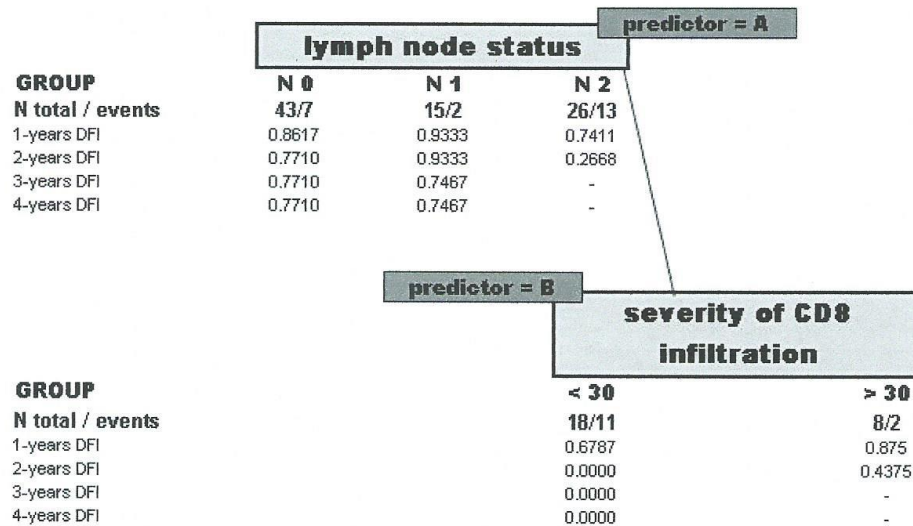 predictor = A
lymph node status
GROUP N 0 N 1 N 2
N total / events 43/7 15/2 26/13
1-years DFI 0.8617 0.9333 0.7411
2-years DFI 0.7710 0.9333 0.2668
3-years DFI 0.7710 0.7467 -
4-years DFI 0.7710 0.7467 -
predictor = B
severity of CD8
infiltration
GROUP < 30 > 30
N total / events 18/11 8/2
1-years DFI 0.6787 0.875
2-years DFI 0.0000 0.4375
3-years DFI 0.0000 -
4-years DFI 0.0000 -